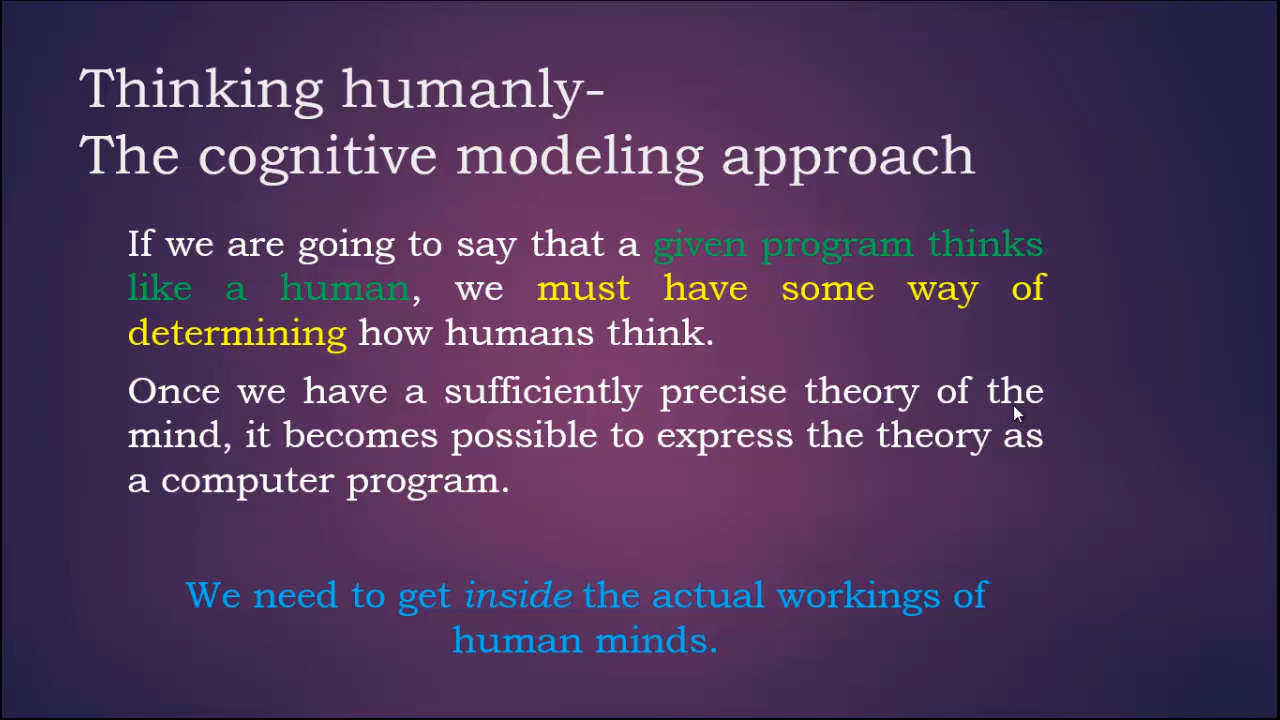 Thinking humanly-
The cognitive modeling approach
If we are going to say that a given program thinks
like a human, we must have some way of
determining how humans think.
Once we have a sufficiently precise theory of the
mind, it becomes possible to express the theory as
a computer program.
We need to get inside the actual workings of
human minds.